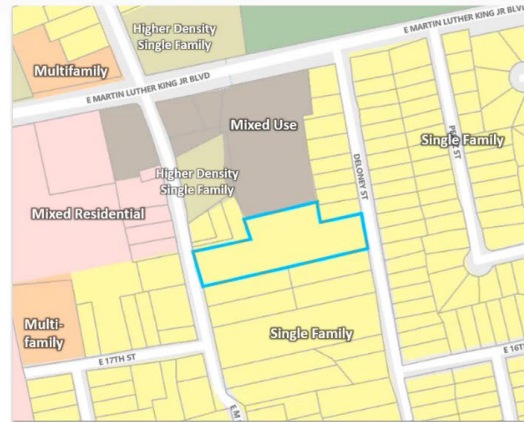 E MARTIN LUTHER KING JR BLVD
Higher Density
Single Family
Multifamily
E MARTIN LUTHER KING JR BLVD
Mixed Use
Single Family
DELONEY ST
Higher Density
Single Family
Mixed Residential
Multi-
family
Single Family
E 17TH ST
E 16T
E M